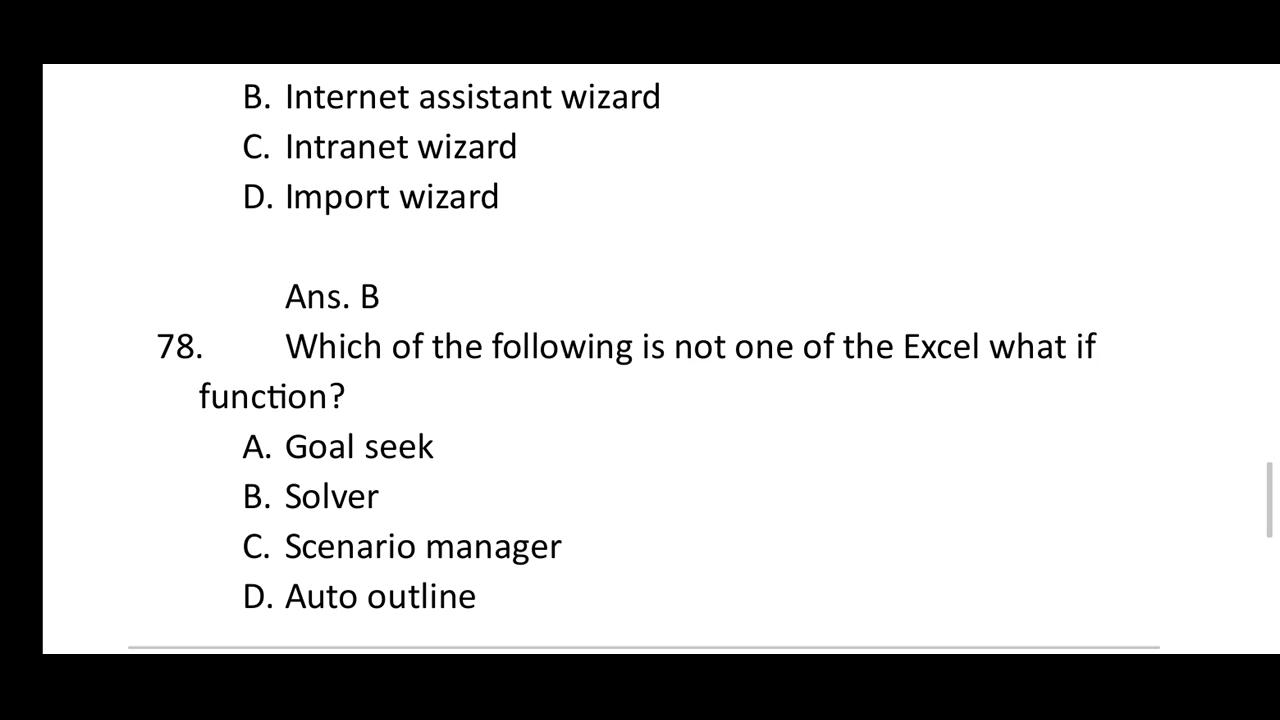 B. Internet assistant wizard
C. Intranet wizard
D. Import wizard
Ans. B
78. Which of the following is not one of the Excel what if
function?
A. Goal seek
B. Solver
C. Scenario manager
D. Auto outline